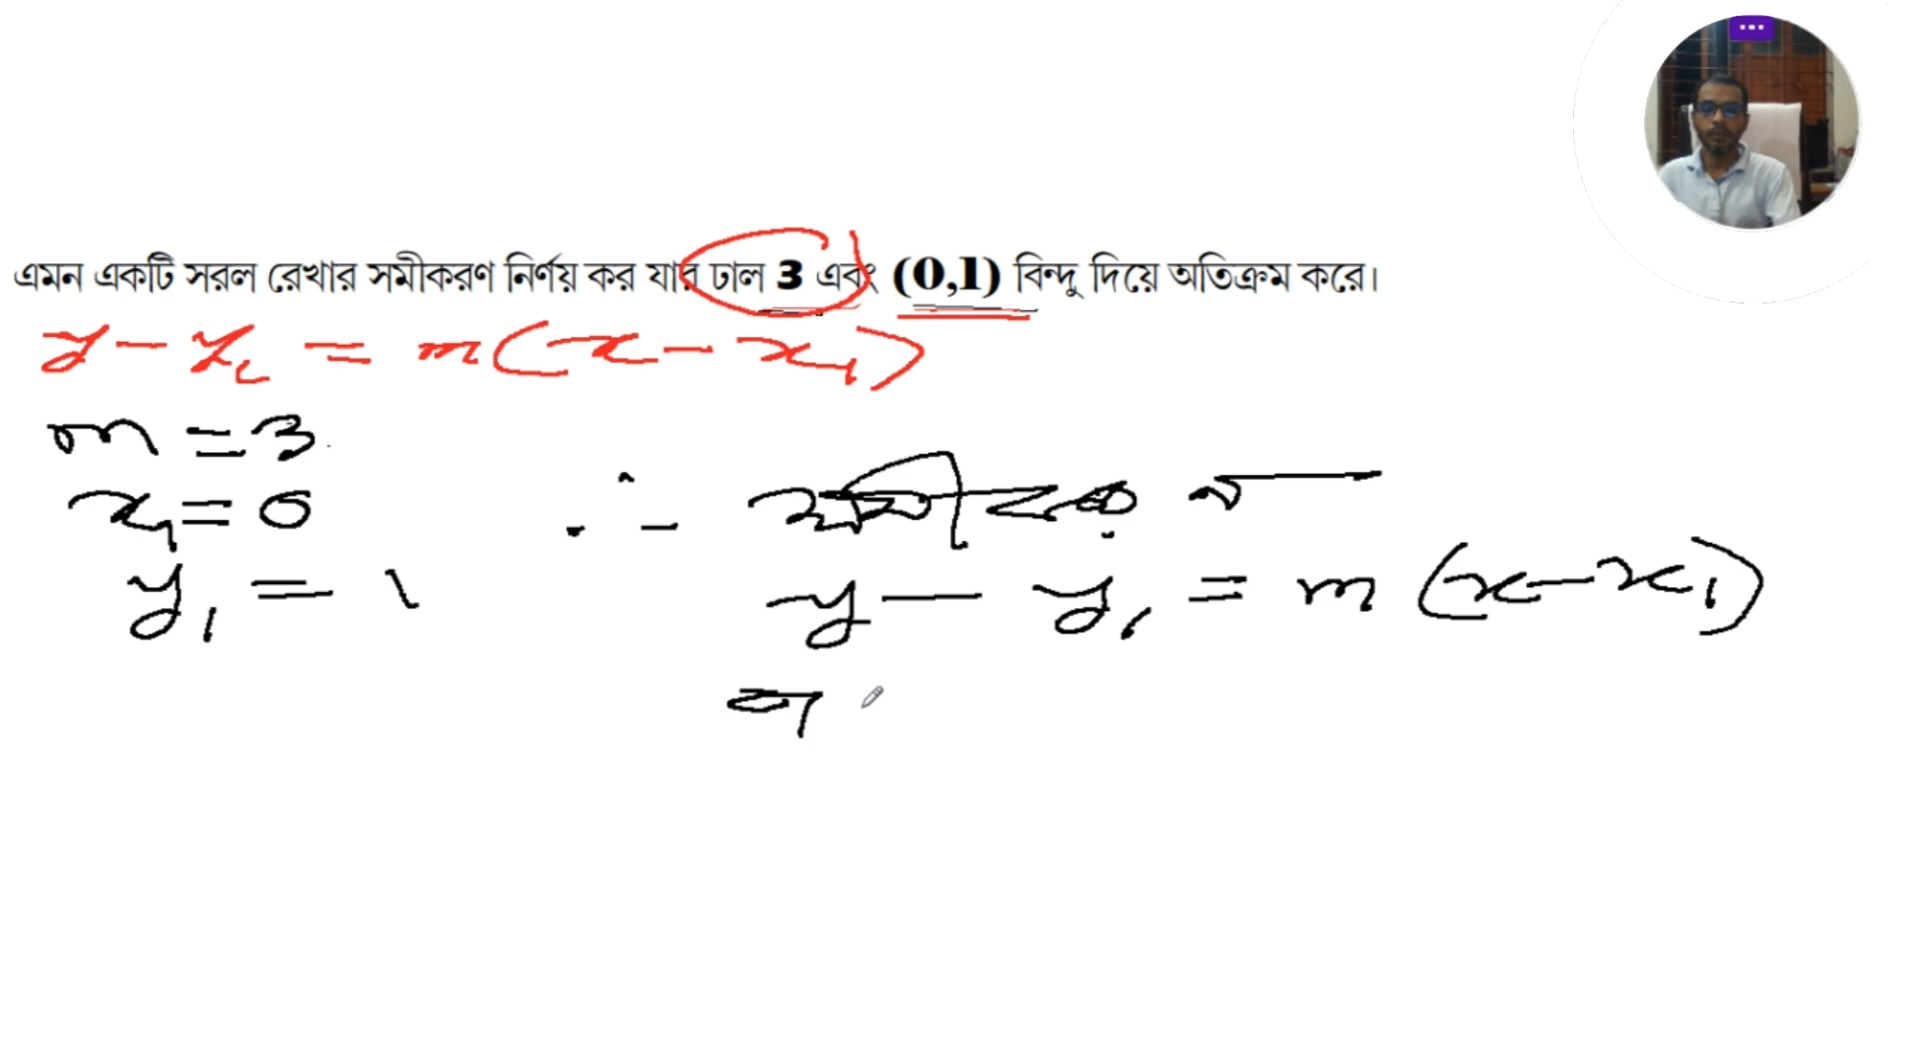 এমন একটি সরল রেখার সমীকরণ নির্ণয় কর যার ঢাল 3 এবং (0,1) বিন্দু দিয়ে অতিক্রম করে।
y - y₁ = m(x - x₁)
m = 3
x₁ = 0
y₁ = 1
∴ সমীকরণ
y - y₁ = m(x - x₁)
বা